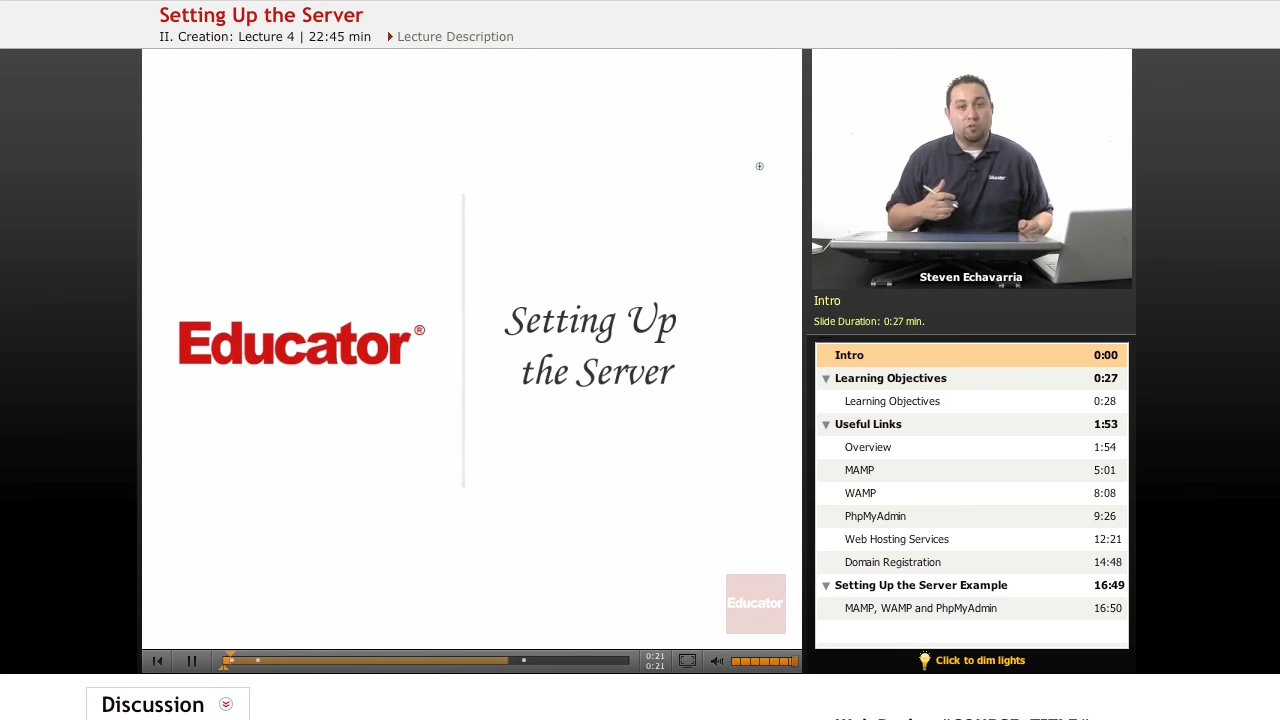 Setting Up the Server
II. Creation: Lecture 4 | 22:45 min
Lecture Description
Educator®
Setting Up
the Server
Educator
Educator
Steven Echavarria
Intro
Slide Duration: 0:27 min.
Intro 0:00
Learning Objectives 0:27
Learning Objectives 0:28
Useful Links 1:53
Overview 1:54
MAMP 5:01
WAMP 8:08
PhpMyAdmin 9:26
Web Hosting Services 12:21
Domain Registration 14:48
Setting Up the Server Example 16:49
MAMP, WAMP and PhpMyAdmin 16:50
0:21
0:21
Click to dim lights
Discussion